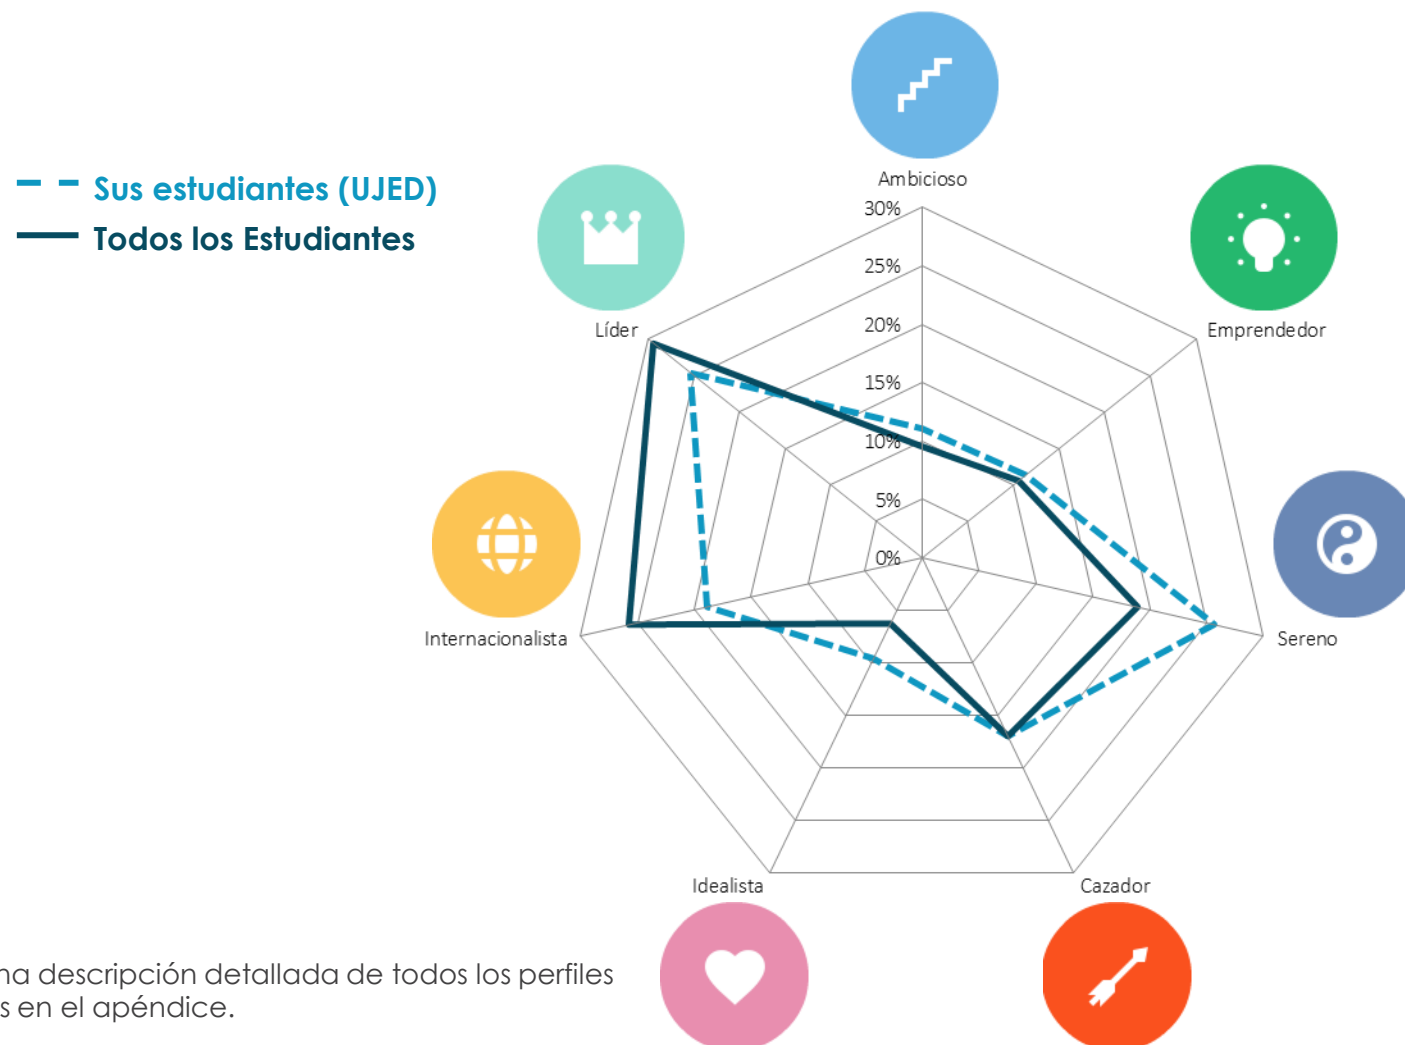 Sus estudiantes (UJED)
Todos los Estudiantes
Ambicioso
30%
25%
20%
15%
10%
5%
0%
Líder
Emprendedor
Internacionalista
Sereno
Idealista
Cazador
descripción detallada de todos los perfiles
en el apéndice.